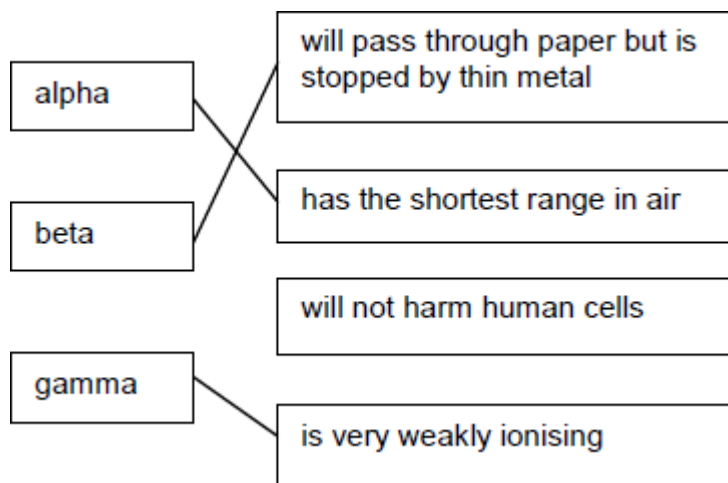 will pass through paper but is
stopped by thin metal
alpha
has the shortest range in air
beta
will not harm human cells
gamma
is very weakly ionising